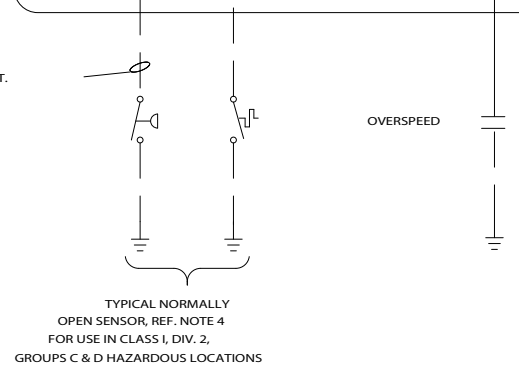 T.
OVERSPEED
TYPICAL NORMALLY
OPEN SENSOR, REF. NOTE 4
FOR USE IN CLASS I, DIV. 2,
GROUPS C & D HAZARDOUS LOCATIONS